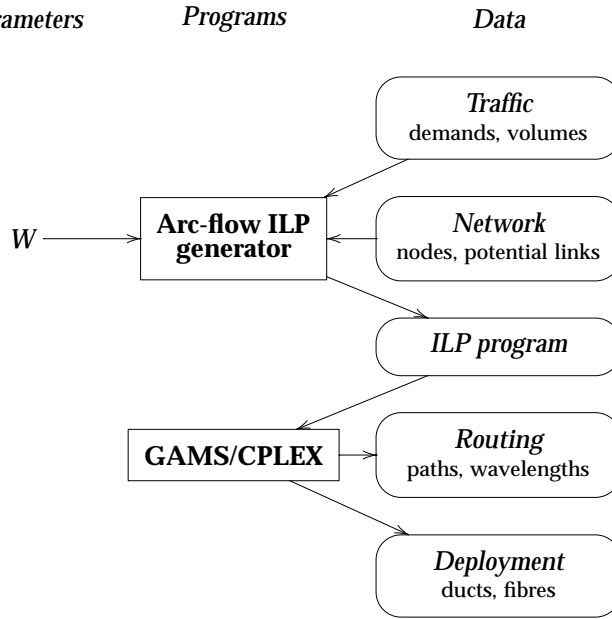 rameters Programs Data
Traffic
demands, volumes
W
Arc-flow ILP
generator
Network
nodes, potential links
ILP program
GAMS/CPLEX
Routing
paths, wavelengths
Deployment
ducts, fibres